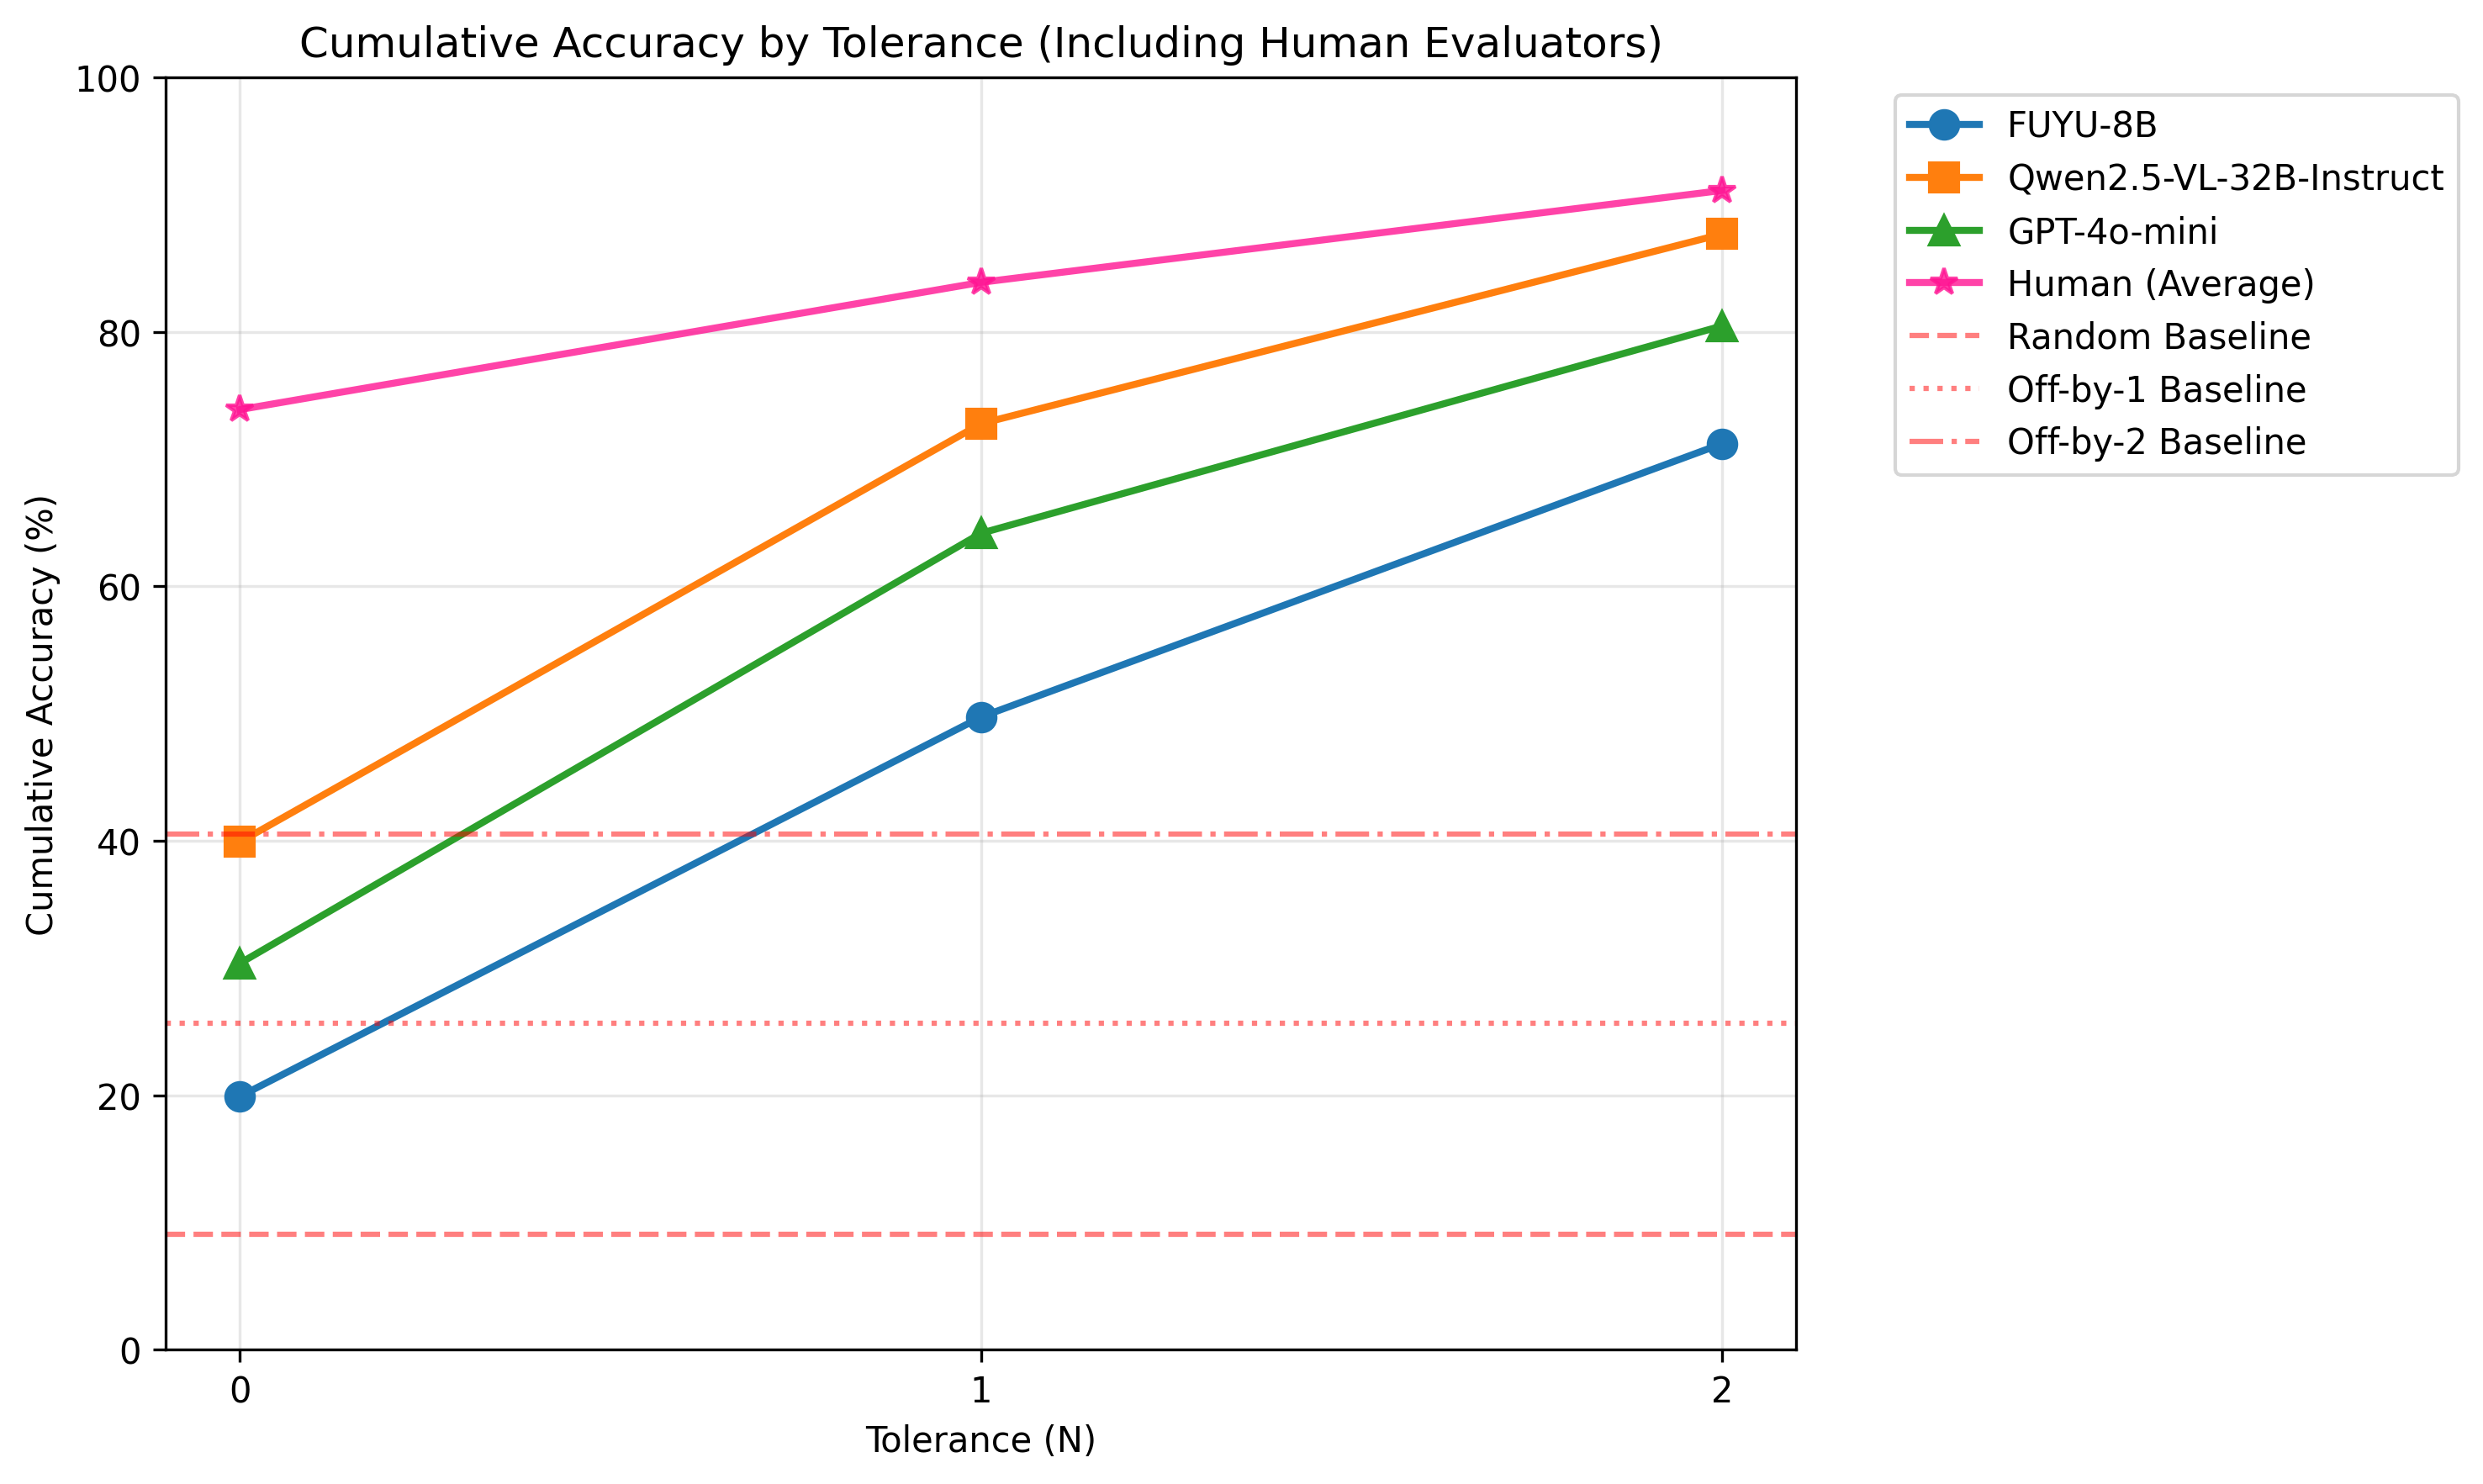 Cumulative Accuracy by Tolerance (Including Human Evaluators)
100
80
60
40
20
0
Cumulative Accuracy (%)
0
1
2
Tolerance (N)
FUYU-8B
Qwen2.5-VL-32B-Instruct
GPT-4o-mini
Human (Average)
Random Baseline
Off-by-1 Baseline
Off-by-2 Baseline